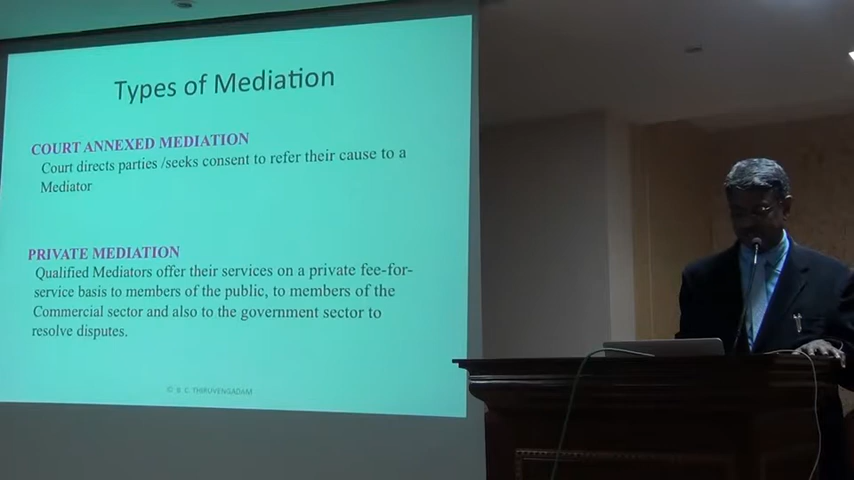 Types of Mediation
COURT ANNEXED MEDIATION
Court directs parties /seeks consent to refer their cause to a
Mediator
PRIVATE MEDIATION
Qualified Mediators offer their services on a private fee-for-
service basis to members of the public, to members of the
Commercial sector and also to the government sector to
resolve disputes.
© B. C. THIRUVENGADAM